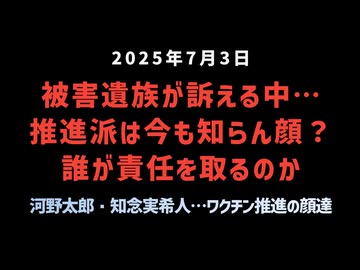 2025年7月3日
被害遺族が訴える中…
推進派は今も知らん顔？
誰が責任を取るのか
河野太郎・知念実希人…ワクチン推進の顔達